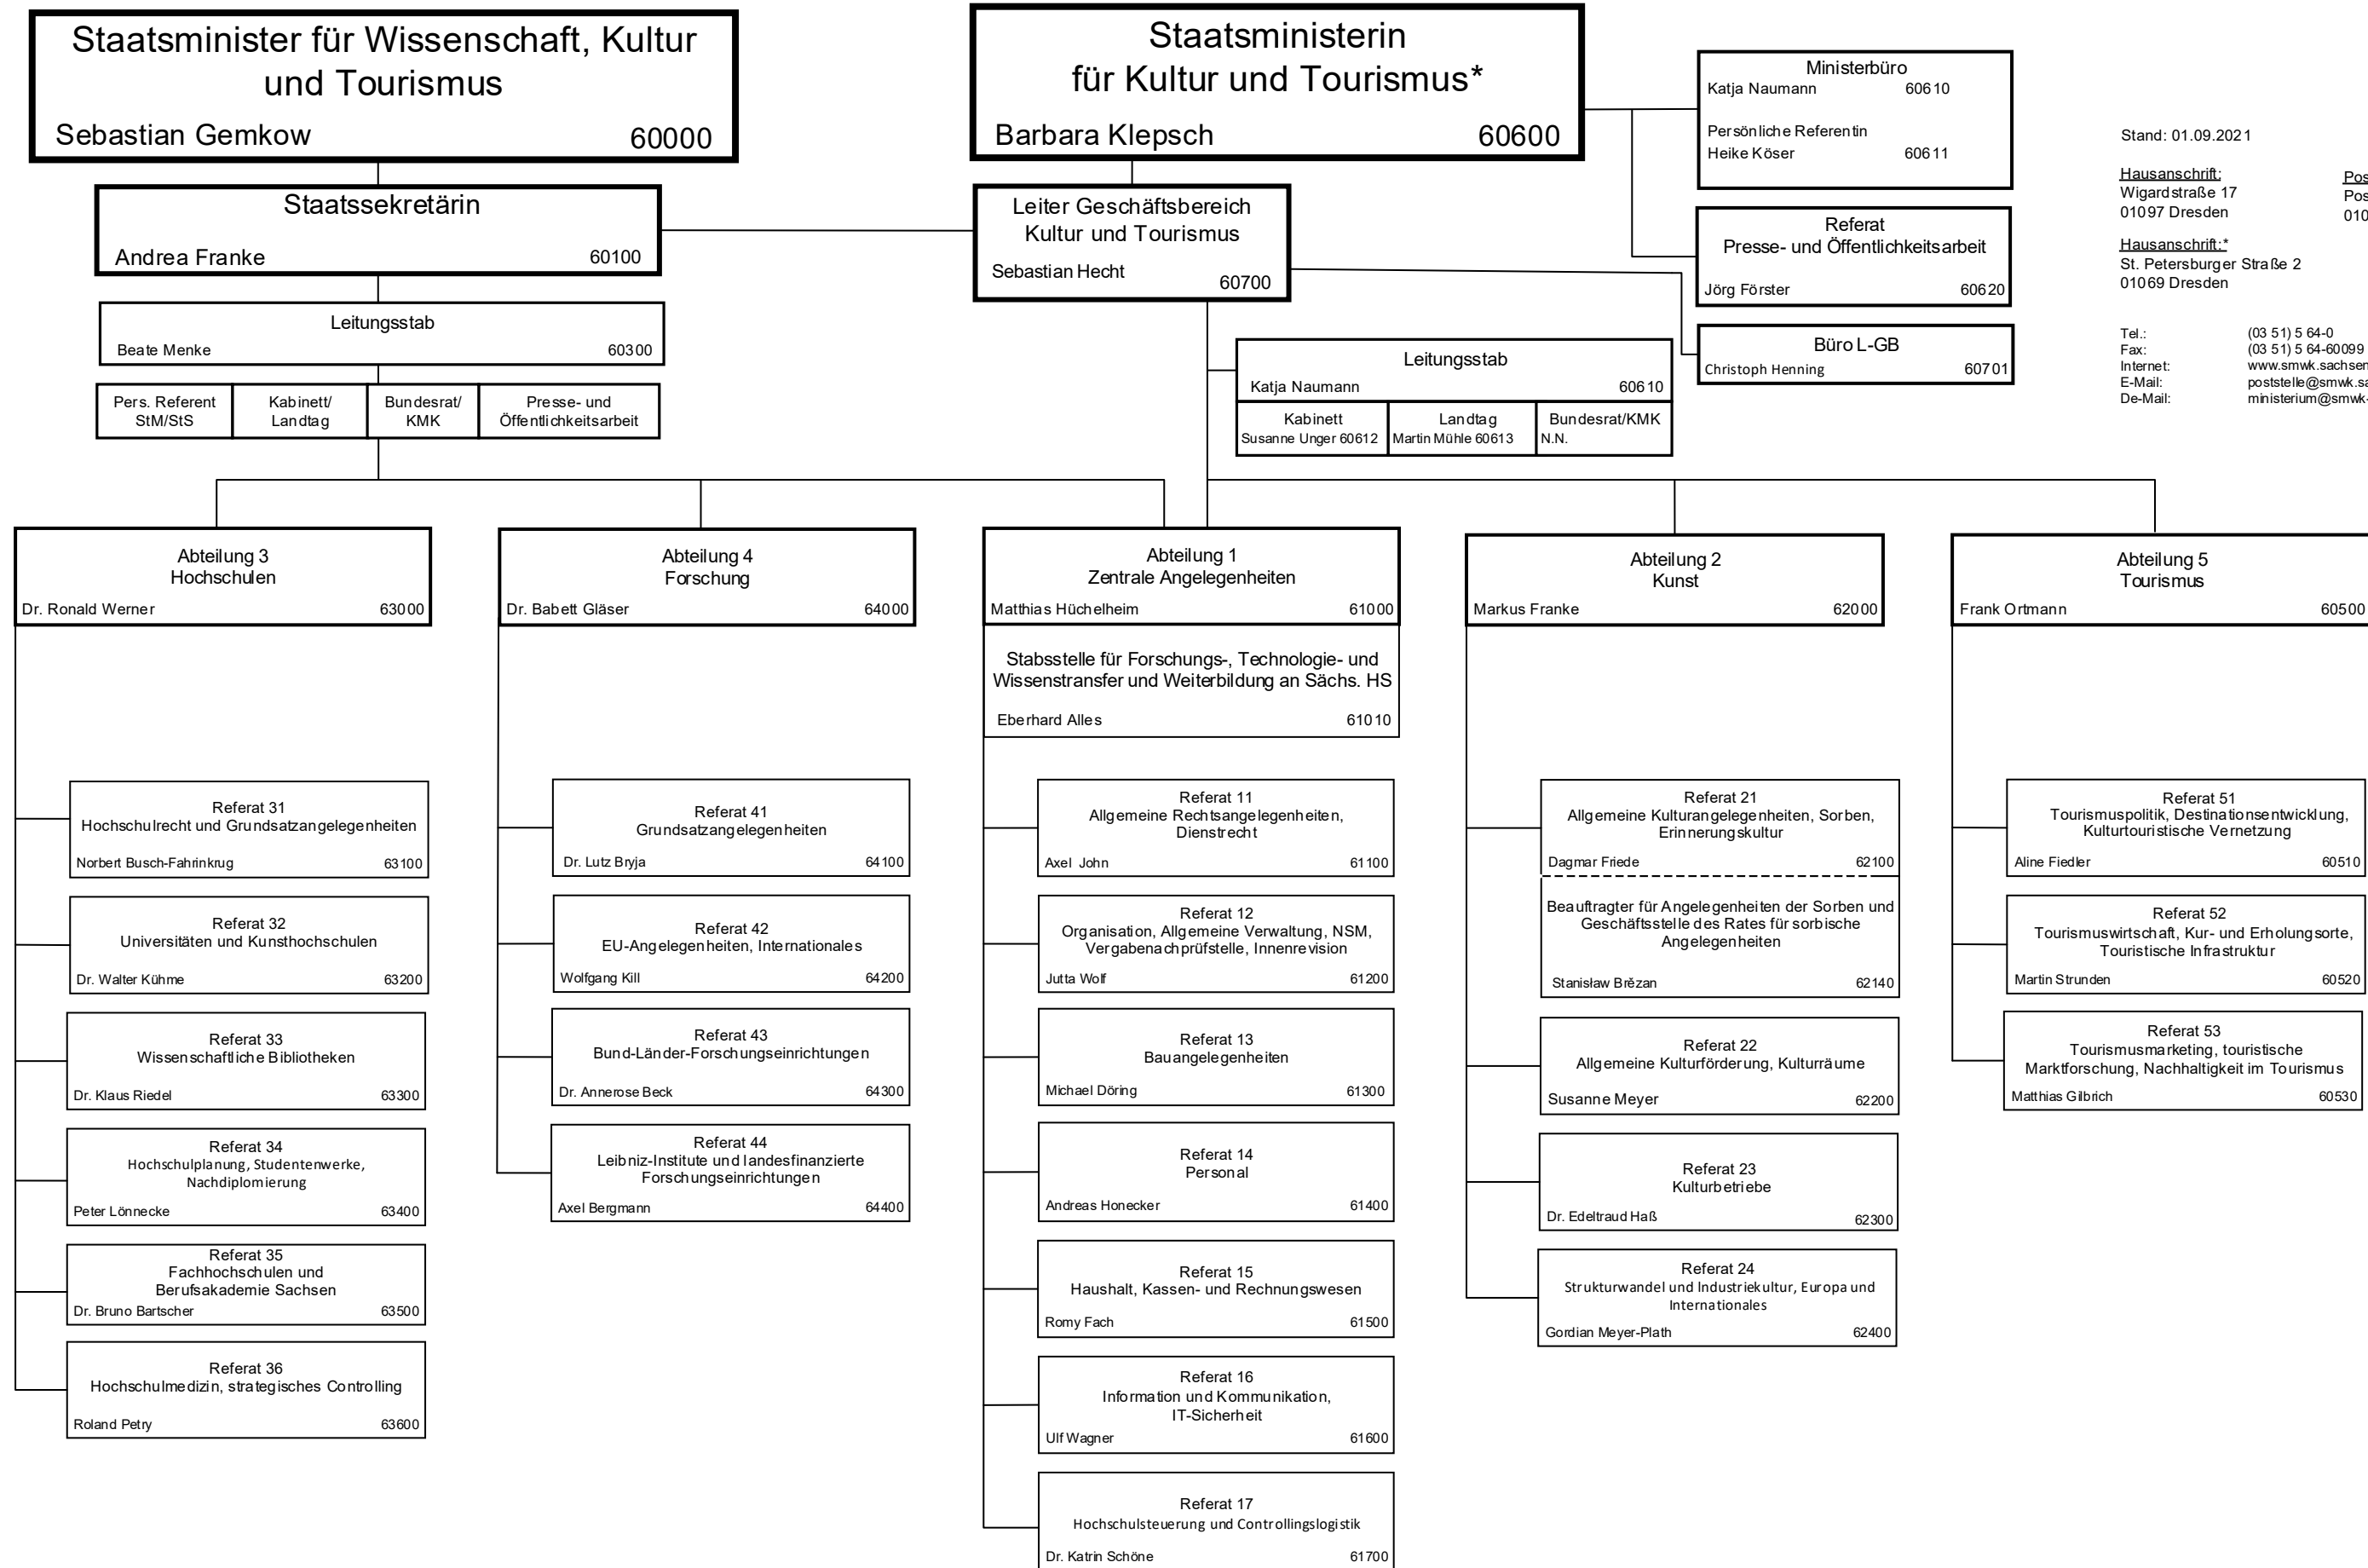 Staatsminister für Wissenschaft, Kultur
und Tourismus
Sebastian Gemkow 60000
Staatssekretärin
Andrea Franke 60100
Leitungsstab
Beate Menke 60300
Pers. Referent
StM/StS
Kabinett/
Landtag
Bundesrat/
KMK
Presse- und
Öffentlichkeitsarbeit
Staatsministerin
für Kultur und Tourismus*
Barbara Klepsch 60600
Leiter Geschäftsbereich
Kultur und Tourismus
Sebastian Hecht 60700
Ministerbüro
Katja Naumann 60610
Persönliche Referentin
Heike Köser 60611
Referat
Presse- und Öffentlichkeitsarbeit
Jörg Förster 60620
Büro L-GB
Christoph Henning 60701
Leitungsstab
Katja Naumann 60610
Kabinett
Susanne Unger 60612
Landtag
Martin Mühle 60613
Bundesrat/KMK
N.N.
Stand: 01.09.2021
Hausanschrift:
Wigardstraße 17
01097 Dresden
Pos
Pos
010
Hausanschrift:*
St. Petersburger Straße 2
01069 Dresden
Tel.: (03 51) 5 64-0
Fax: (03 51) 5 64-60099
Internet: www.smwk.sachsen
E-Mail: poststelle@smwk.sa
De-Mail: ministerium@smwk-
Abteilung 3
Hochschulen
Dr. Ronald Werner 63000
Referat 31
Hochschulrecht und Grundsatzangelegenheiten
Norbert Busch-Fahrinkrug 63100
Referat 32
Universitäten und Kunsthochschulen
Dr. Walter Kühme 63200
Referat 33
Wissenschaftliche Bibliotheken
Dr. Klaus Riedel 63300
Referat 34
Hochschulplanung, Studentenwerke,
Nachdiplomierung
Peter Lönnecke 63400
Referat 35
Fachhochschulen und
Berufsakademie Sachsen
Dr. Bruno Bartscher 63500
Referat 36
Hochschulmedizin, strategisches Controlling
Roland Petry 63600
Abteilung 4
Forschung
Dr. Babett Gläser 64000
Referat 41
Grundsatzangelegenheiten
Dr. Lutz Bryja 64100
Referat 42
EU-Angelegenheiten, Internationales
Wolfgang Kill 64200
Referat 43
Bund-Länder-Forschungseinrichtungen
Dr. Annerose Beck 64300
Referat 44
Leibniz-Institute und landesfinanzierte
Forschungseinrichtungen
Axel Bergmann 64400
Abteilung 1
Zentrale Angelegenheiten
Matthias Hüchelheim 61000
Stabsstelle für Forschungs-, Technologie- und
Wissenstransfer und Weiterbildung an Sächs. HS
Eberhard Alles 61010
Referat 11
Allgemeine Rechtsangelegenheiten,
Dienstrecht
Axel John 61100
Referat 12
Organisation, Allgemeine Verwaltung, NSM,
Vergabenachprüfstelle, Innenrevision
Jutta Wolf 61200
Referat 13
Bauangelegenheiten
Michael Döring 61300
Referat 14
Personal
Andreas Honecker 61400
Referat 15
Haushalt, Kassen- und Rechnungswesen
Romy Fach 61500
Referat 16
Information und Kommunikation,
IT-Sicherheit
Ulf Wagner 61600
Referat 17
Hochschulsteuerung und Controllingslogistik
Dr. Katrin Schöne 61700
Abteilung 2
Kunst
Markus Franke 62000
Referat 21
Allgemeine Kulturangelegenheiten, Sorben,
Erinnerungskultur
Dagmar Friede 62100
Beauftragter für Angelegenheiten der Sorben und
Geschäftsstelle des Rates für sorbische
Angelegenheiten
Stanisław Brězan 62140
Referat 22
Allgemeine Kulturförderung, Kulturräume
Susanne Meyer 62200
Referat 23
Kulturbetriebe
Dr. Edeltraud Haß 62300
Referat 24
Strukturwandel und Industriekultur, Europa und
Internationales
Gordian Meyer-Plath 62400
Abteilung 5
Tourismus
Frank Ortmann 60500
Referat 51
Tourismuspolitik, Destinationsentwicklung,
Kulturtouristische Vernetzung
Aline Fiedler 60510
Referat 52
Tourismuswirtschaft, Kur- und Erholungsorte,
Touristische Infrastruktur
Martin Strunden 60520
Referat 53
Tourismusmarketing, touristische
Marktforschung, Nachhaltigkeit im Tourismus
Matthias Gilbrich 60530